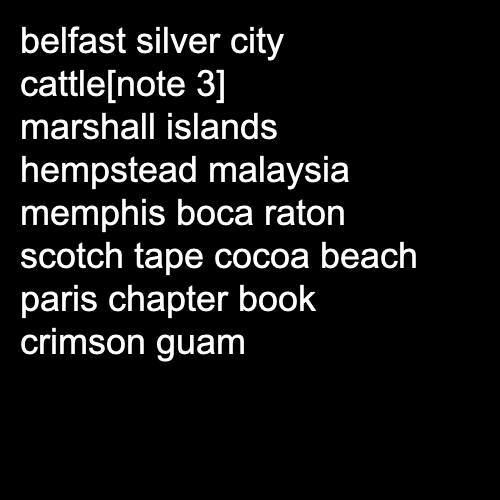 belfast silver city
cattle[note 3]
marshall islands
hempstead malaysia
memphis boca raton
scotch tape cocoa beach
paris chapter book
crimson guam